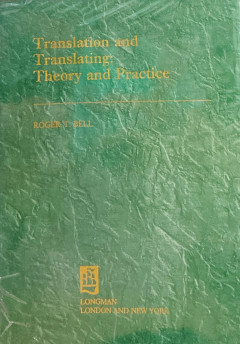 Translation and
Translating:
Theory and Practice
ROGER T. BELL
LONGMAN
LONDON AND NEW YORK